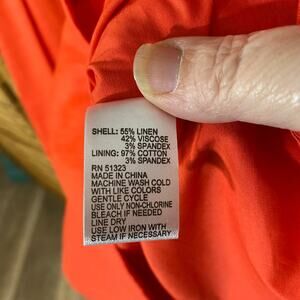 SHELL: 55% LINEN
42% VISCOSE
3% SPANDEX
LINING: 97% COTTON
3% SPANDEX
RN 51323
MADE IN CHINA
MACHINE WASH COLD
WITH LIKE COLORS
GENTLE CYCLE
USE ONLY NON-CHLORINE
BLEACH IF NEEDED
LINE DRY
USE LOW IRON WITH
STEAM IF NECESSARY